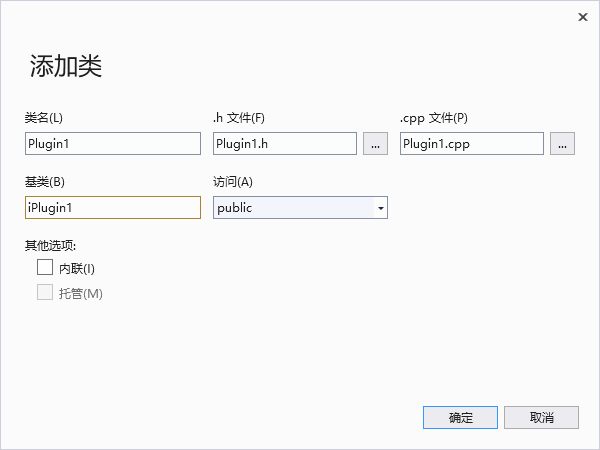 添加类
类名(L) .h 文件(F) .cpp 文件(P)
Plugin1 Plugin1.h ... Plugin1.cpp ...
基类(B) 访问(A)
iPlugin1 public
其他选项:
内联(I)
托管(M)
确定 取消